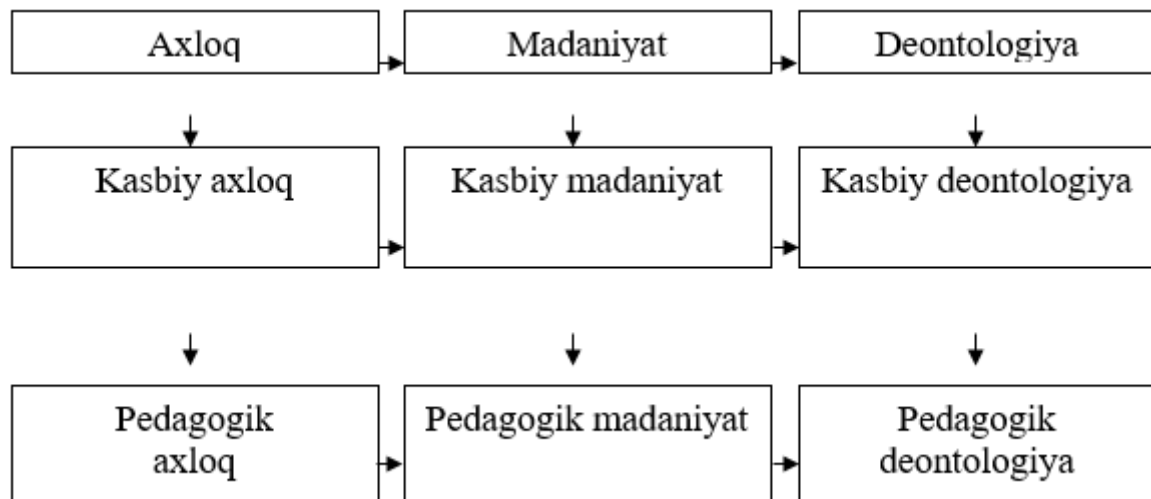 Axloq
Madaniyat
Deontologiya
Kasbiy axloq
Kasbiy madaniyat
Kasbiy deontologiya
Pedagogik
axloq
Pedagogik madaniyat
Pedagogik
deontologiya